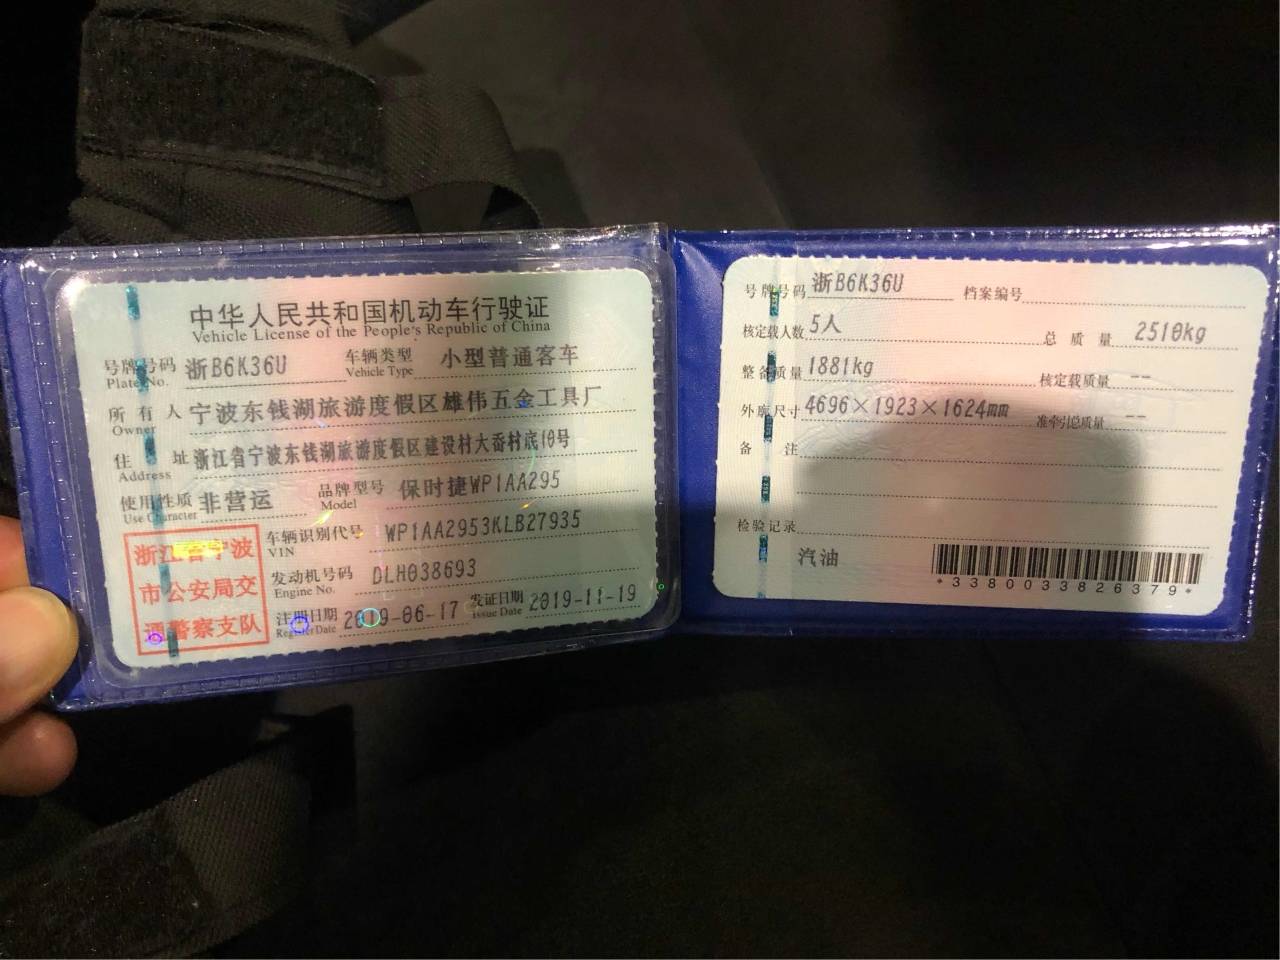 中华人民共和国机动车行驶证
Vehicle License of the People's Republic of China
号牌号码 浙B6K36U 车辆类型 小型普通客车
Plate No. Vehicle Type
所有人 宁波东钱湖旅游度假区雄伟五金工具厂
Owner
住址 浙江省宁波东钱湖旅游度假区建设村大岙村底10号
Address
使用性质 非营运 品牌型号 保时捷WP1AA295
Use Character Model
浙江省宁波
市公安局交
通警察支队
车辆识别代号 WP1AA2953KLB27935
VIN
发动机号码 DLH038693
Engine No.
注册日期 2019-06-17 发证日期 2019-11-19
Register Date Issue Date
号牌号码 浙B6K36U 档案编号
核定载人数 5人 总质量 2510kg
整备质量 1881kg 核定载质量 --
外廓尺寸 4696×1923×1624mm 准牵引总质量 --
备注
检验记录
汽油
*3380033826379*